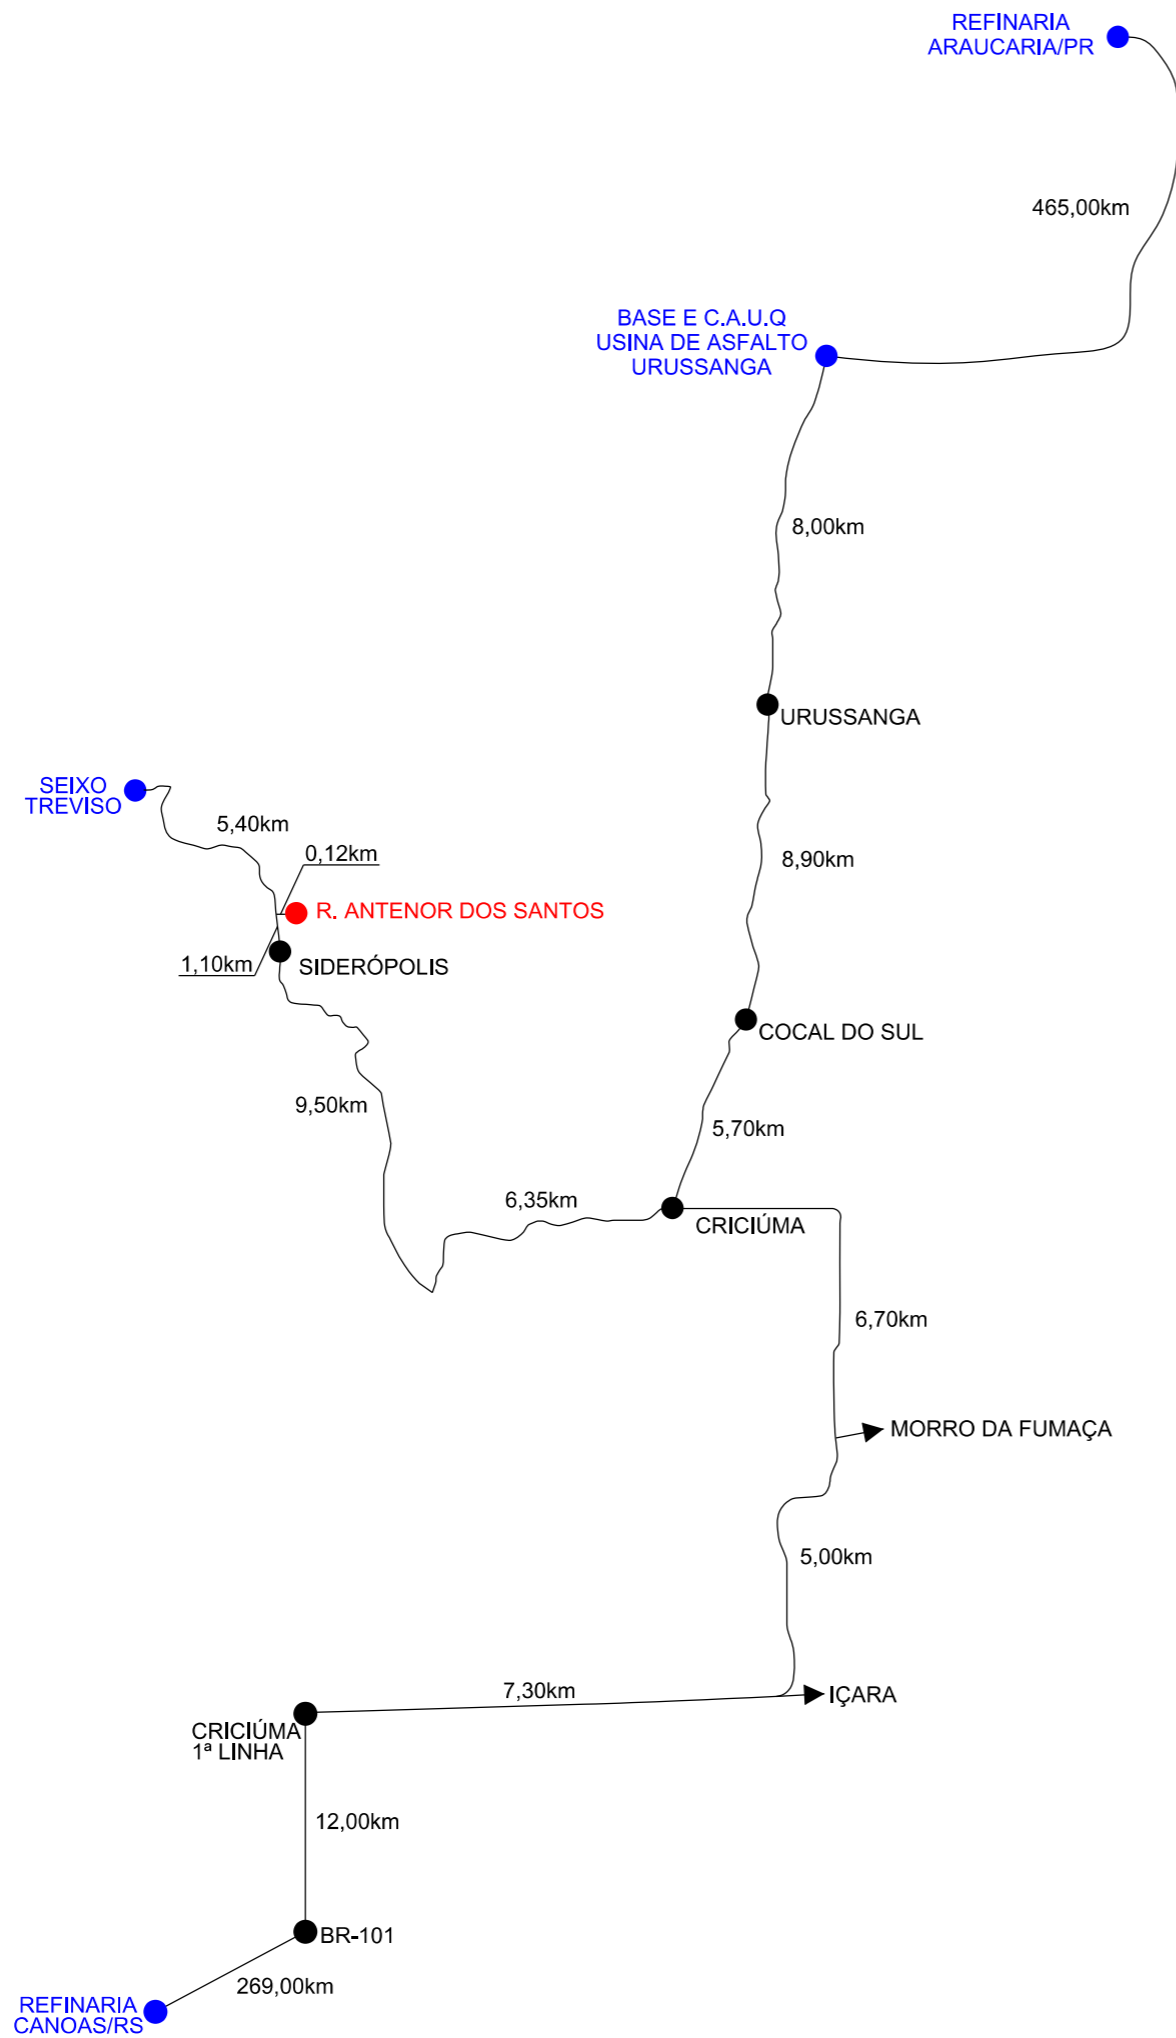 REFINARIA
ARAUCARIA/PR
465,00km
BASE E C.A.U.Q
USINA DE ASFALTO
URUSSANGA
8,00km
URUSSANGA
SEIXO
TREVISO
5,40km
0,12km
8,90km
R. ANTENOR DOS SANTOS
1,10km
SIDERÓPOLIS
COCAL DO SUL
9,50km
5,70km
6,35km
CRICIÚMA
6,70km
MORRO DA FUMAÇA
5,00km
7,30km
IÇARA
CRICIÚMA
1ª LINHA
12,00km
BR-101
269,00km
REFINARIA
CANOAS/RS